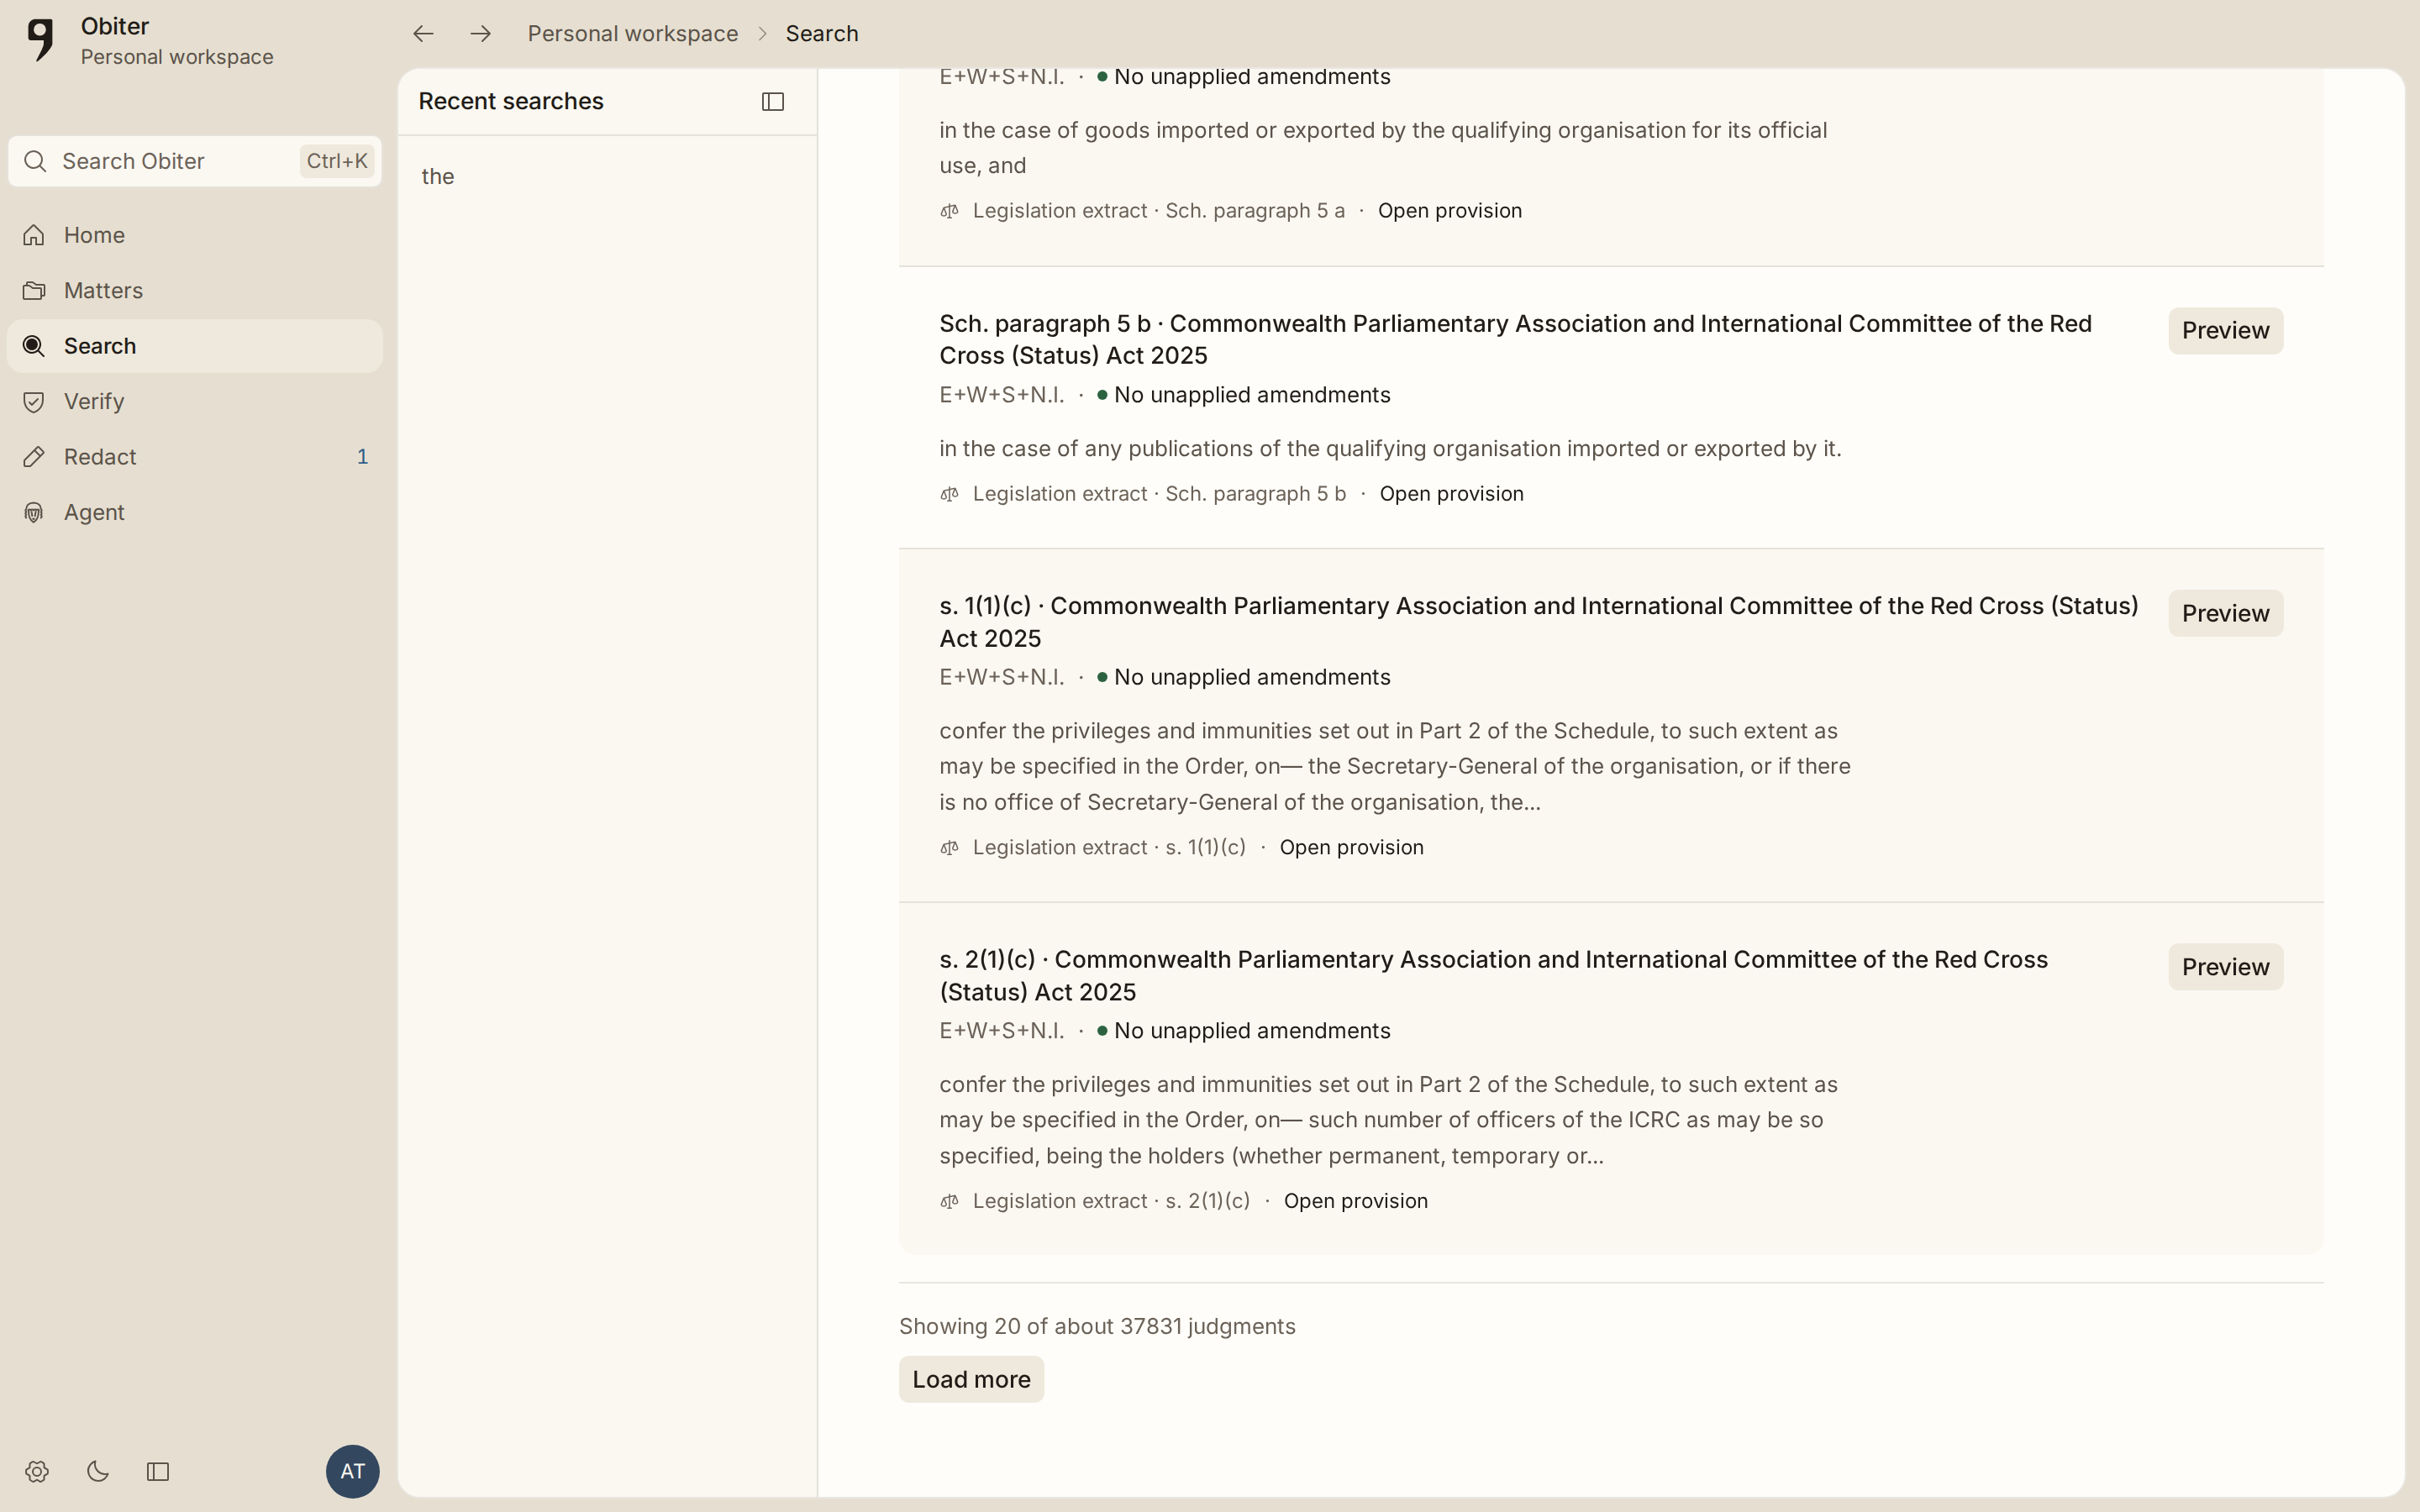 Obiter
Personal workspace
Search Obiter
Ctrl+K
Home
Matters
Search
Verify
Redact
1
Agent
AT
Personal workspace
Search
Recent searches
the
E+W+S+N.I. · No unapplied amendments
in the case of goods imported or exported by the qualifying organisation for its official
use, and
Legislation extract · Sch. paragraph 5 a · Open provision
Sch. paragraph 5 b · Commonwealth Parliamentary Association and International Committee of the Red
Cross (Status) Act 2025
Preview
E+W+S+N.I. · No unapplied amendments
in the case of any publications of the qualifying organisation imported or exported by it.
Legislation extract · Sch. paragraph 5 b · Open provision
s. 1(1)(c) · Commonwealth Parliamentary Association and International Committee of the Red Cross (Status)
Act 2025
Preview
E+W+S+N.I. · No unapplied amendments
confer the privileges and immunities set out in Part 2 of the Schedule, to such extent as
may be specified in the Order, on— the Secretary-General of the organisation, or if there
is no office of Secretary-General of the organisation, the...
Legislation extract · s. 1(1)(c) · Open provision
s. 2(1)(c) · Commonwealth Parliamentary Association and International Committee of the Red Cross
(Status) Act 2025
Preview
E+W+S+N.I. · No unapplied amendments
confer the privileges and immunities set out in Part 2 of the Schedule, to such extent as
may be specified in the Order, on— such number of officers of the ICRC as may be so
specified, being the holders (whether permanent, temporary or...
Legislation extract · s. 2(1)(c) · Open provision
Showing 20 of about 37831 judgments
Load more